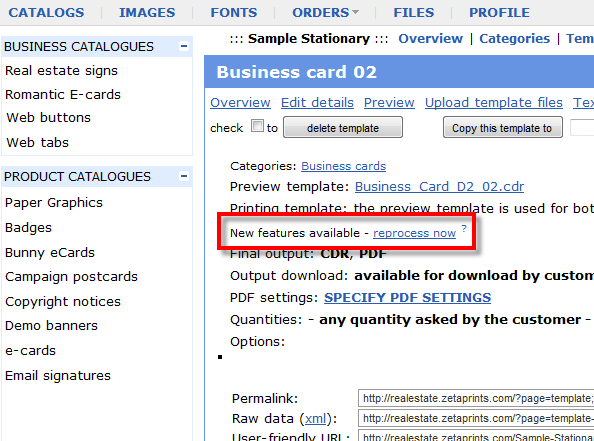 CATALOGS IMAGES FONTS ORDERS FILES PROFILE
BUSINESS CATALOGUES
Real estate signs
Romantic E-cards
Web buttons
Web tabs
PRODUCT CATALOGUES
Paper Graphics
Badges
Bunny eCards
Campaign postcards
Copyright notices
Demo banners
e-cards
Email signatures
::: Sample Stationary ::: Overview | Categories | Tem
Business card 02
Overview Edit details Preview Upload template files Tex
check to delete template Copy this template to
Categories: Business cards
Preview template: Business_Card_D2_02.cdr
Printing template: the preview template is used for bot
New features available - reprocess now ?
Final output: CDR, PDF
Output download: available for download by custom
PDF settings: SPECIFY PDF SETTINGS
Quantities: - any quantity asked by the customer -
Options:
Permalink: http://realestate.zetaprints.com/?page=template;
Raw data (xml): http://realestate.zetaprints.com/?page=template-
User-friendly URL: http://realestate.zetaprints.com/Sample-Stationa